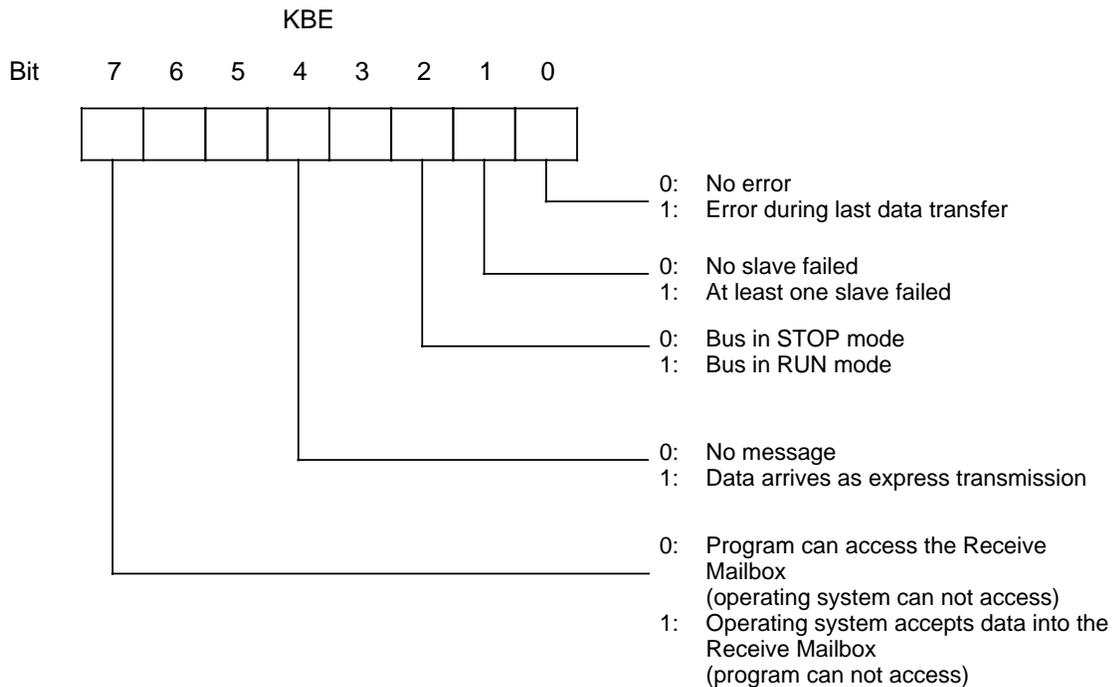 KBE
Bit 7 6 5 4 3 2 1 0
0: No error
1: Error during last data transfer
0: No slave failed
1: At least one slave failed
0: Bus in STOP mode
1: Bus in RUN mode
0: No message
1: Data arrives as express transmission
0: Program can access the Receive
Mailbox
(operating system can not access)
1: Operating system accepts data into the
Receive Mailbox
(program can not access)